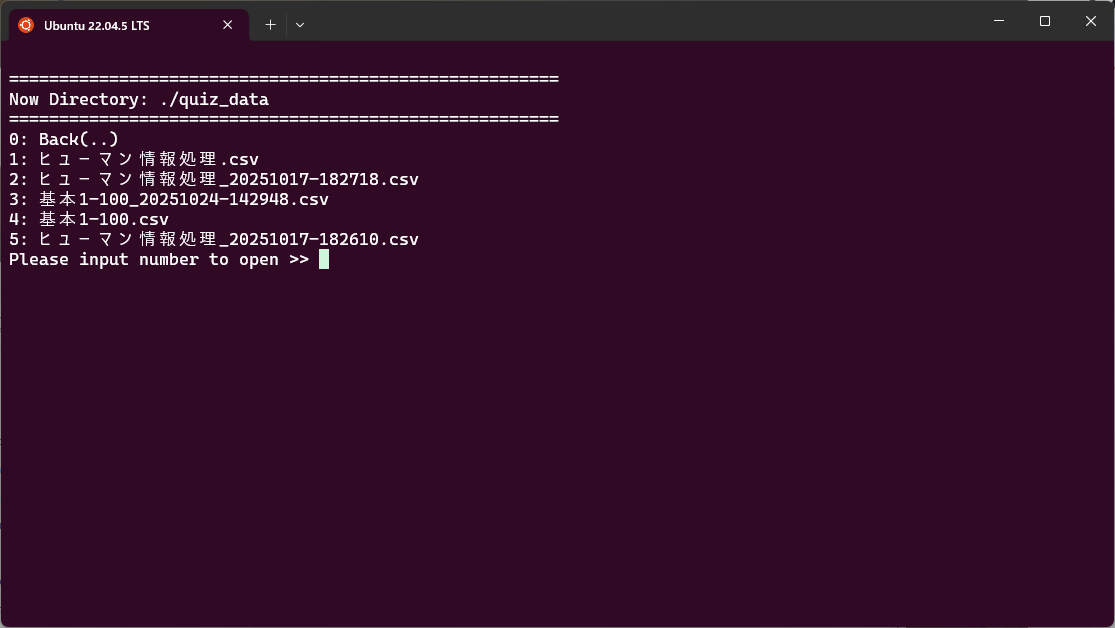 Ubuntu 22.04.5 LTS
=======================================================
Now Directory: ./quiz_data
=======================================================
0: Back(..)
1: ヒューマン情報処理.csv
2: ヒューマン情報処理_20251017-182718.csv
3: 基本1-100_20251024-142948.csv
4: 基本1-100.csv
5: ヒューマン情報処理_20251017-182610.csv
Please input number to open >>